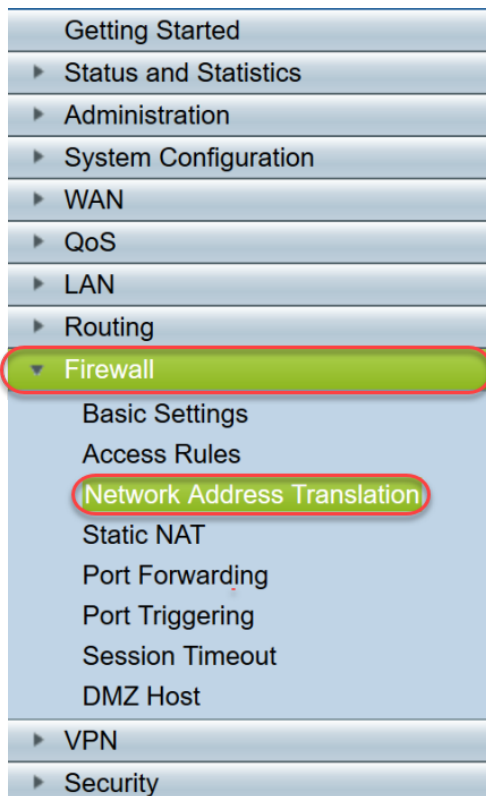 Getting Started
Status and Statistics
Administration
System Configuration
WAN
QoS
LAN
Routing
Firewall
Basic Settings
Access Rules
Network Address Translation
Static NAT
Port Forwarding
Port Triggering
Session Timeout
DMZ Host
VPN
Security